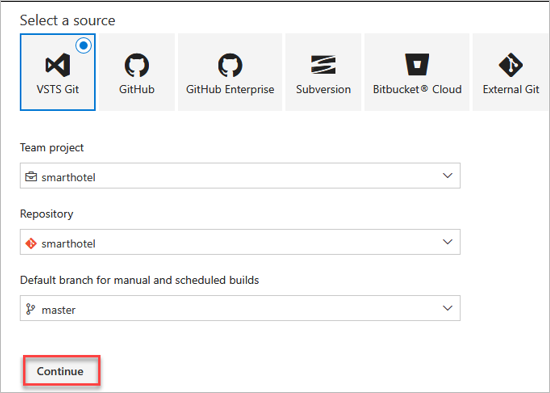 Select a source
VSTS Git
GitHub
GitHub Enterprise
Subversion
Bitbucket® Cloud
External Git
Team project
smarthotel
Repository
smarthotel
Default branch for manual and scheduled builds
master
Continue